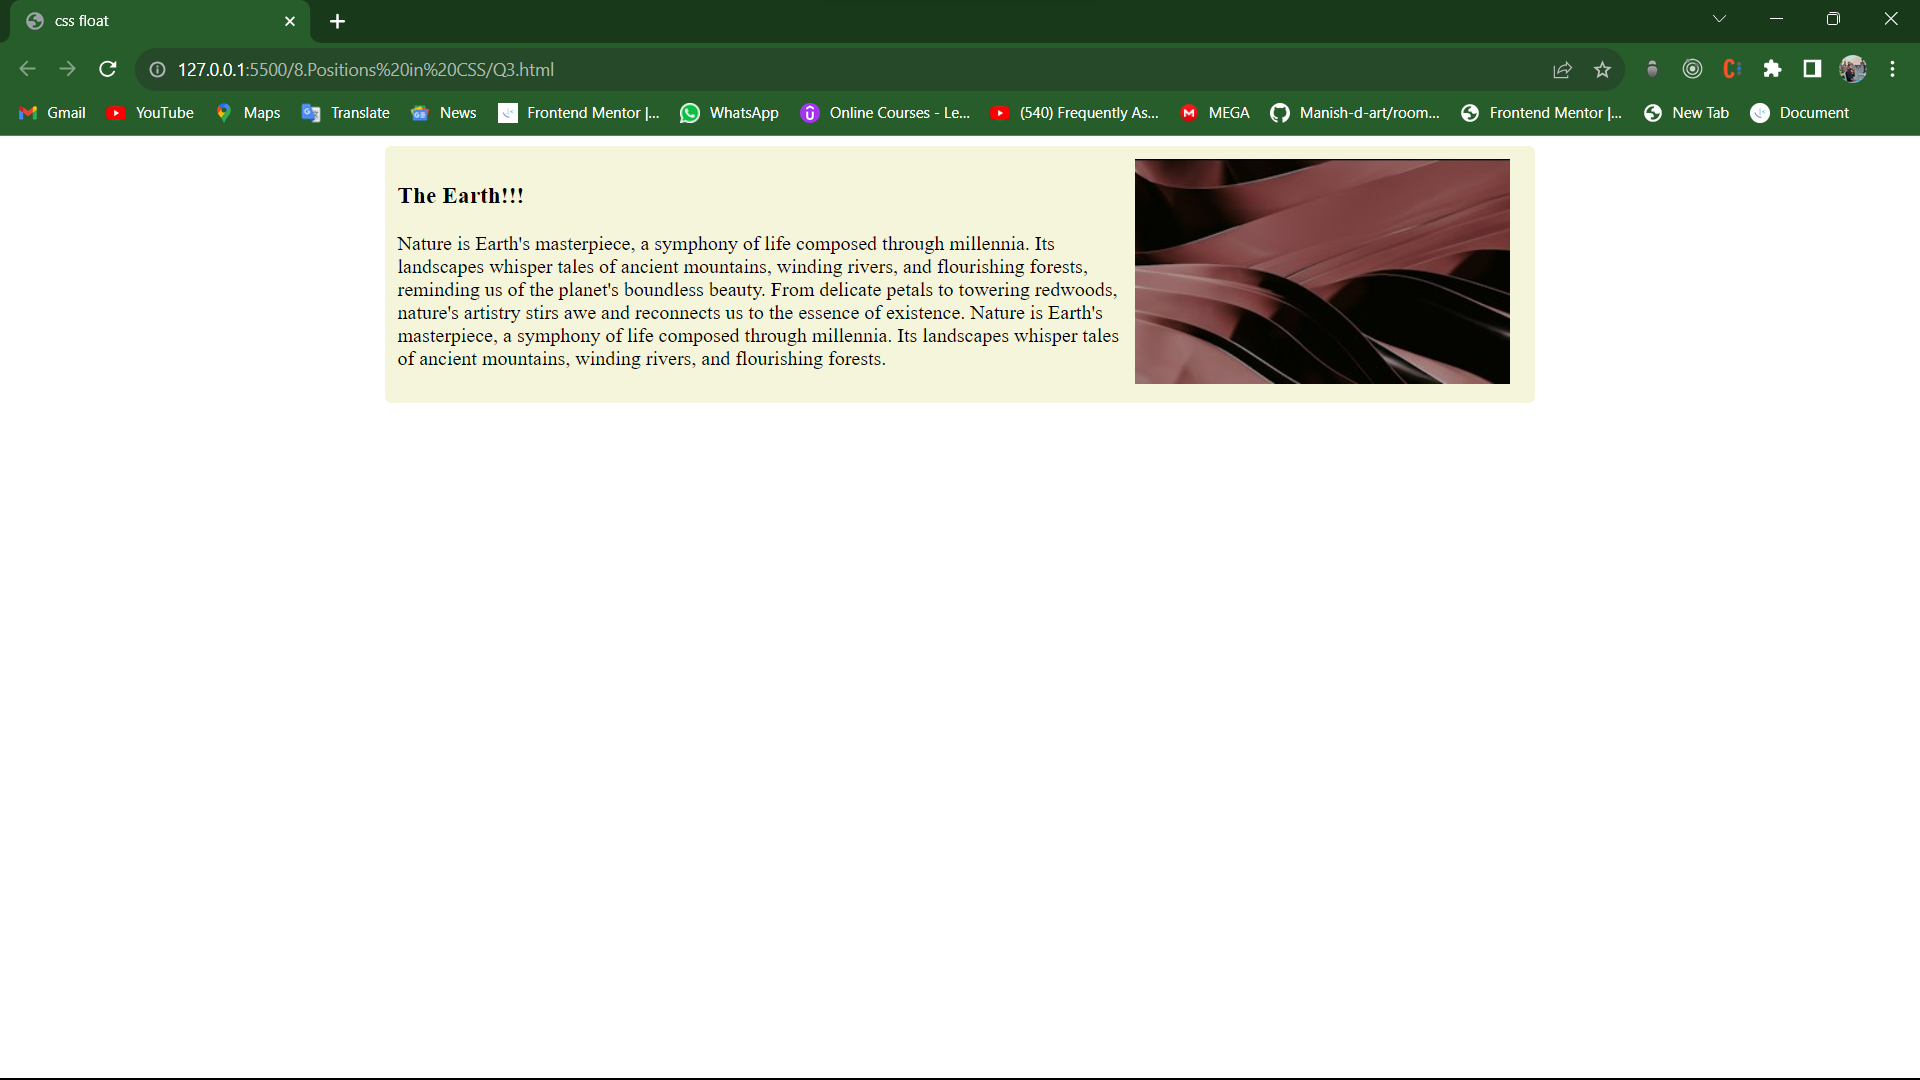 css float
127.0.0.1:5500/8.Positions%20in%20CSS/Q3.html
Gmail YouTube Maps Translate News Frontend Mentor |... WhatsApp Online Courses - Le... (540) Frequently As... MEGA Manish-d-art/room... Frontend Mentor |... New Tab Document
The Earth!!!
Nature is Earth's masterpiece, a symphony of life composed through millennia. Its
landscapes whisper tales of ancient mountains, winding rivers, and flourishing forests,
reminding us of the planet's boundless beauty. From delicate petals to towering redwoods,
nature's artistry stirs awe and reconnects us to the essence of existence. Nature is Earth's
masterpiece, a symphony of life composed through millennia. Its landscapes whisper tales
of ancient mountains, winding rivers, and flourishing forests.